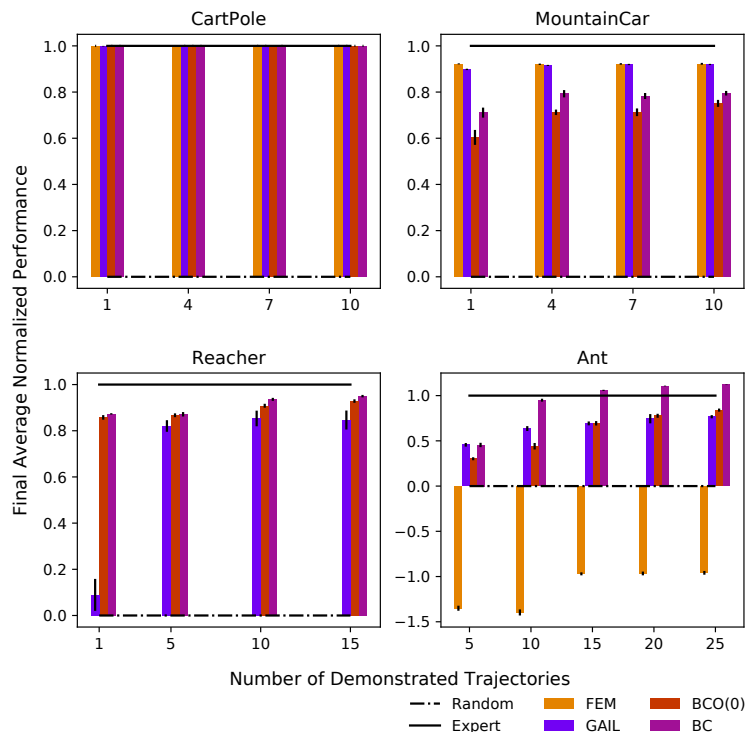 CartPole
MountainCar
1.0
0.8
0.6
0.4
0.2
0.0
1 4 7 10
1.0
0.8
0.6
0.4
0.2
0.0
1 4 7 10
Final Average Normalized Performance
Reacher
Ant
1.0
0.8
0.6
0.4
0.2
0.0
1 5 10 15
1.0
0.5
0.0
−0.5
−1.0
−1.5
5 10 15 20 25
Number of Demonstrated Trajectories
Random FEM BCO(0)
Expert GAIL BC